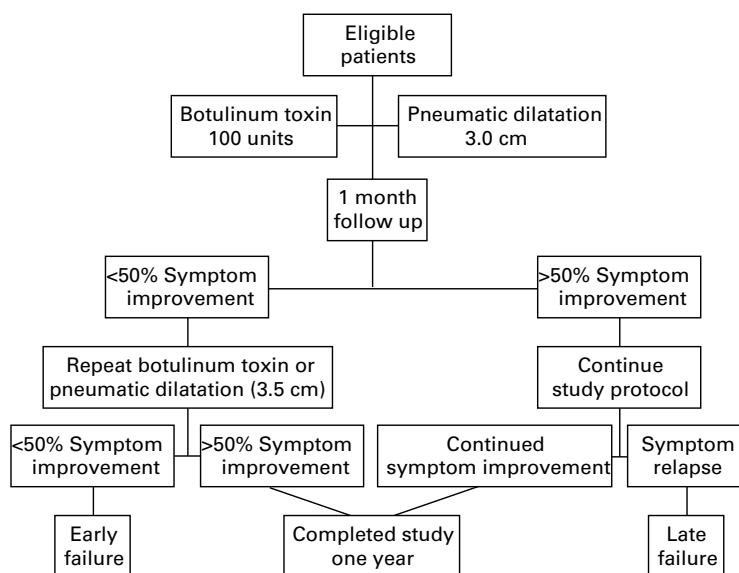 Eligible
patients
Botulinum toxin
100 units
Pneumatic dilatation
3.0 cm
1 month
follow up
<50% Symptom
improvement
>50% Symptom
improvement
Repeat botulinum toxin or
pneumatic dilatation (3.5 cm)
Continue
study protocol
<50% Symptom
improvement
>50% Symptom
improvement
Continued
symptom improvement
Symptom
relapse
Early
failure
Completed study
one year
Late
failure